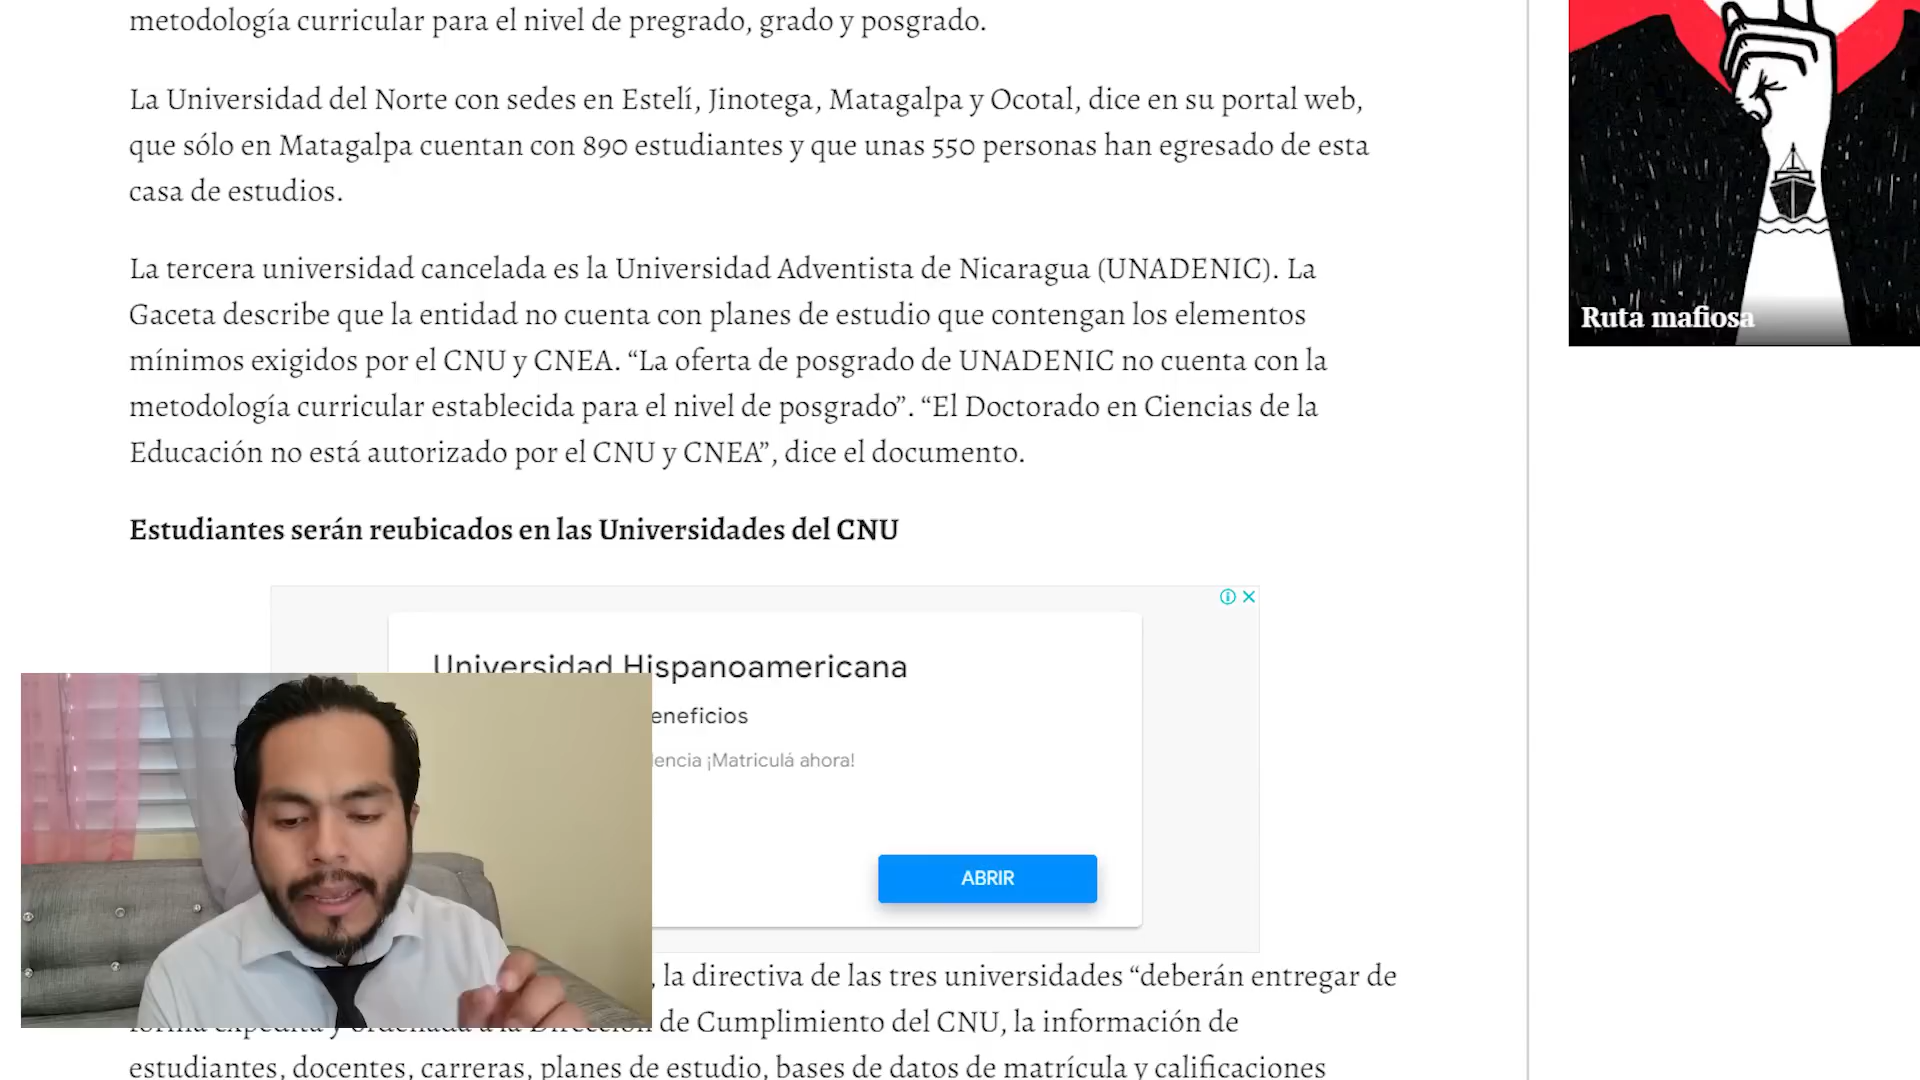 metodología curricular para el nivel de pregrado, grado y posgrado.
La Universidad del Norte con sedes en Estelí, Jinotega, Matagalpa y Ocotal, dice en su portal web,
que sólo en Matagalpa cuentan con 890 estudiantes y que unas 550 personas han egresado de esta
casa de estudios.
La tercera universidad cancelada es la Universidad Adventista de Nicaragua (UNADENIC). La
Gaceta describe que la entidad no cuenta con planes de estudio que contengan los elementos
mínimos exigidos por el CNU y CNEA. “La oferta de posgrado de UNADENIC no cuenta con la
metodología curricular establecida para el nivel de posgrado”. “El Doctorado en Ciencias de la
Educación no está autorizado por el CNU y CNEA”, dice el documento.
Estudiantes serán reubicados en las Universidades del CNU
Universidad Hispanoamericana
eneficios
lencia ¡Matriculá ahora!
ABRIR
, la directiva de las tres universidades “deberán entregar de
de Cumplimiento del CNU, la información de
estudiantes, docentes, carreras, planes de estudio, bases de datos de matrícula y calificaciones
Ruta mafiosa